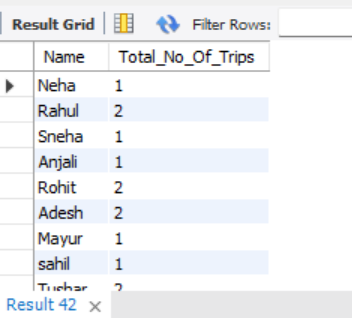 Result Grid Filter Rows:
Name Total_No_Of_Trips
Neha 1
Rahul 2
Sneha 1
Anjali 1
Rohit 2
Adesh 2
Mayur 1
sahil 1
Tushar 2
Result 42 ×